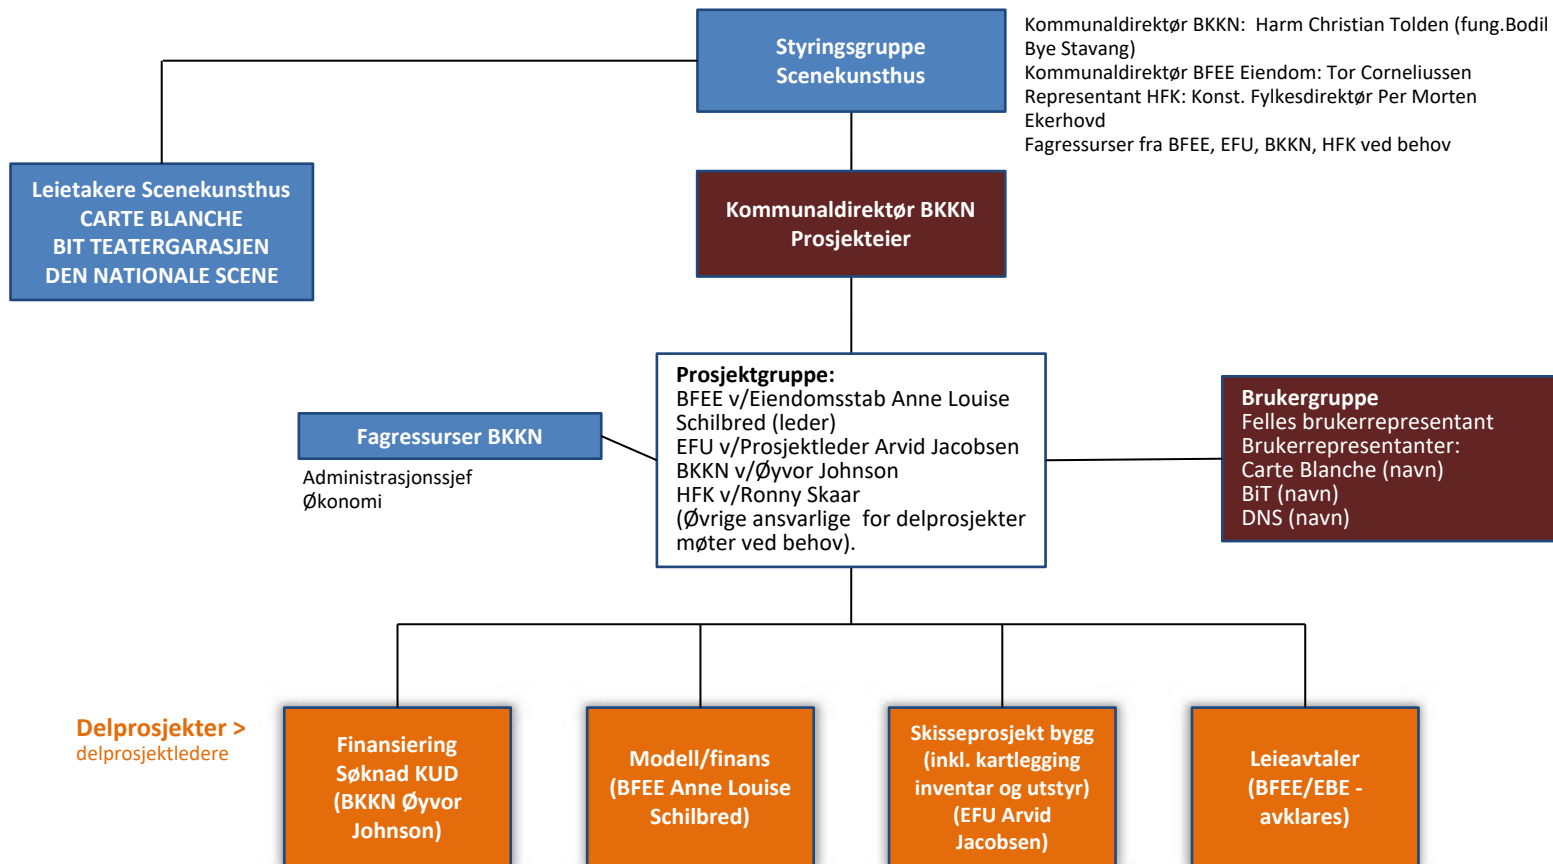 Styringsgruppe
Scenekunsthus
Kommunaldirektør BKKN:  Harm Christian Tolden (fung.Bodil
Bye Stavang)
Kommunaldirektør BFEE Eiendom: Tor Corneliussen
Representant HFK: Konst. Fylkesdirektør Per Morten
Ekerhovd
Fagressurser fra BFEE, EFU, BKKN, HFK ved behov
Leietakere Scenekunsthus
CARTE BLANCHE
BIT TEATERGARASJEN
DEN NATIONALE SCENE
Kommunaldirektør BKKN
Prosjekteier
Fagressurser BKKN
Administrasjonssjef
Økonomi
Prosjektgruppe:
BFEE v/Eiendomsstab Anne Louise
Schilbred (leder)
EFU v/Prosjektleder Arvid Jacobsen
BKKN v/Øyvor Johnson
HFK v/Ronny Skaar
(Øvrige ansvarlige  for delprosjekter
møter ved behov).
Brukergruppe
Felles brukerrepresentant
Brukerrepresentanter:
Carte Blanche (navn)
BiT (navn)
DNS (navn)
Delprosjekter >
delprosjektledere
Finansiering
Søknad KUD
(BKKN Øyvor
Johnson)
Modell/finans
(BFEE Anne Louise
Schilbred)
Skisseprosjekt bygg
(inkl. kartlegging
inventar og utstyr)
(EFU Arvid
Jacobsen)
Leieavtaler
(BFEE/EBE -
avklares)